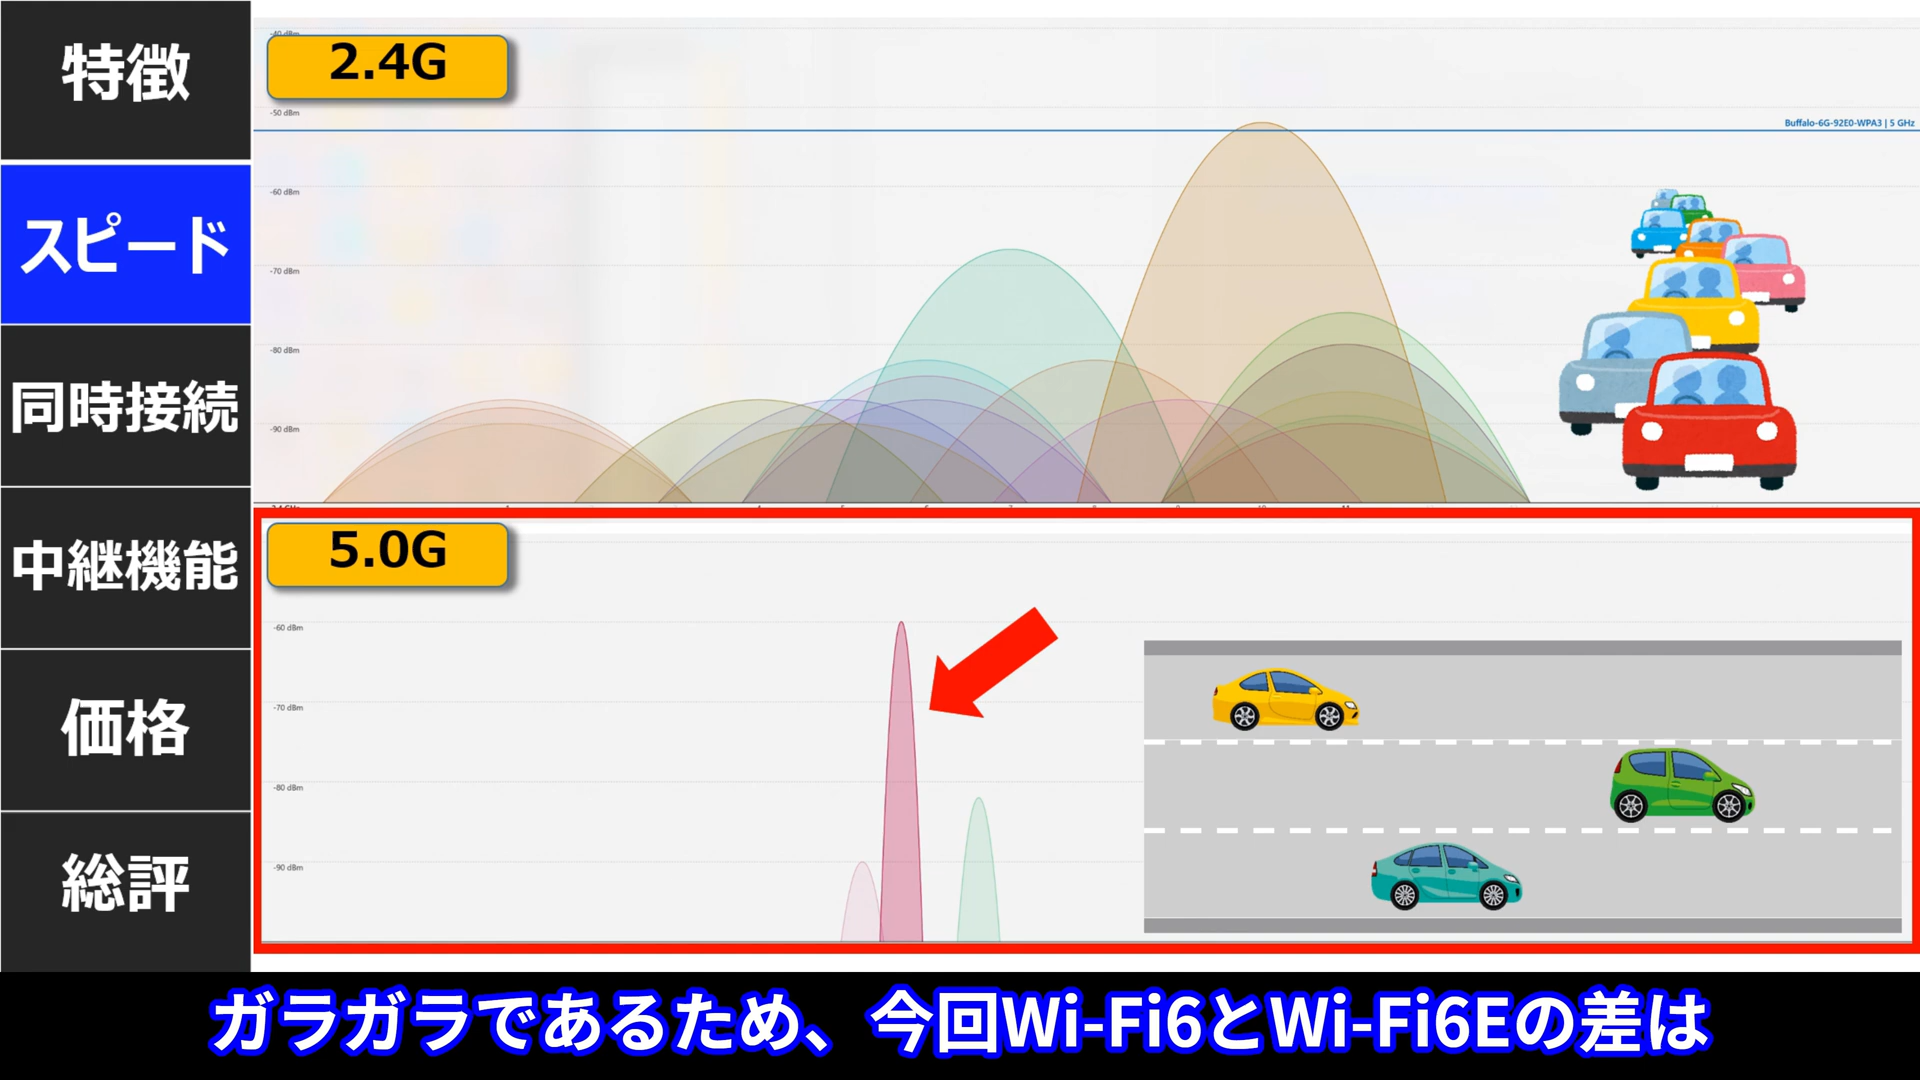 特徴
スピード
同時接続
中継機能
価格
総評
2.4G
-50 dBm
Buffalo-6G-92E0-WPA3 | 5 GHz
-60 dBm
-70 dBm
-80 dBm
-90 dBm
5.0G
-60 dBm
-70 dBm
-80 dBm
-90 dBm
ガラガラであるため、今回Wi-Fi6とWi-Fi6Eの差は